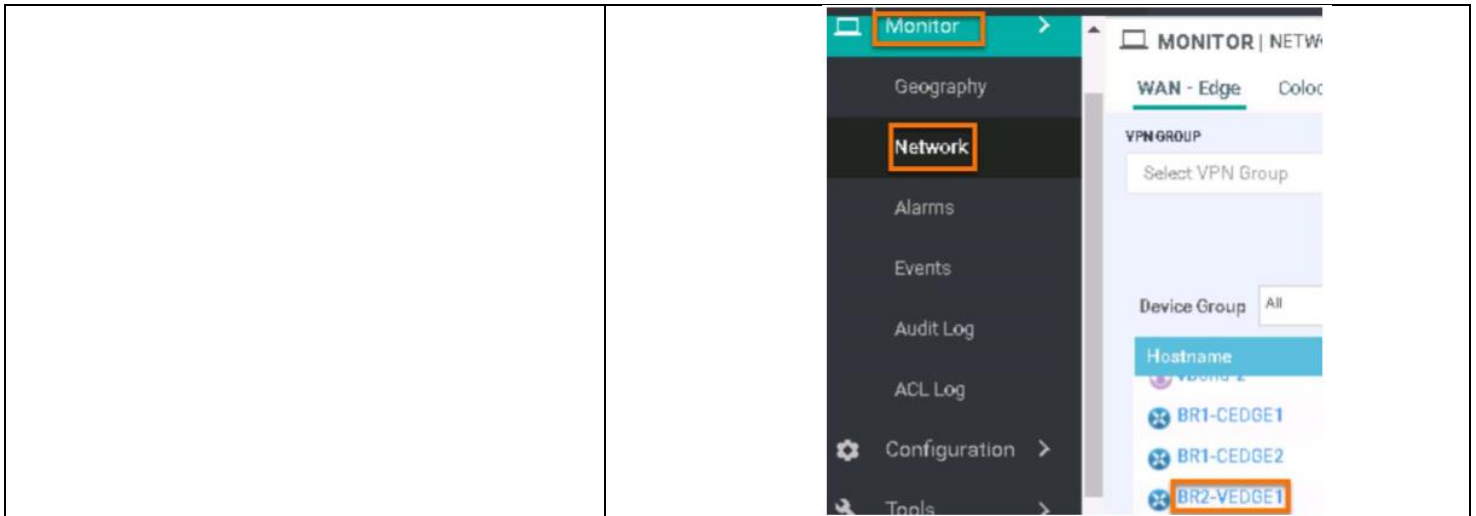 Monitor
Geography
Network
Alarms
Events
Audit Log
ACL Log
Configuration
Tools
MONITOR | NETW
WAN - Edge Coloc
VPN GROUP
Select VPN Group
Device Group All
Hostname
BR1-CEDGE1
BR1-CEDGE2
BR2-VEDGE1